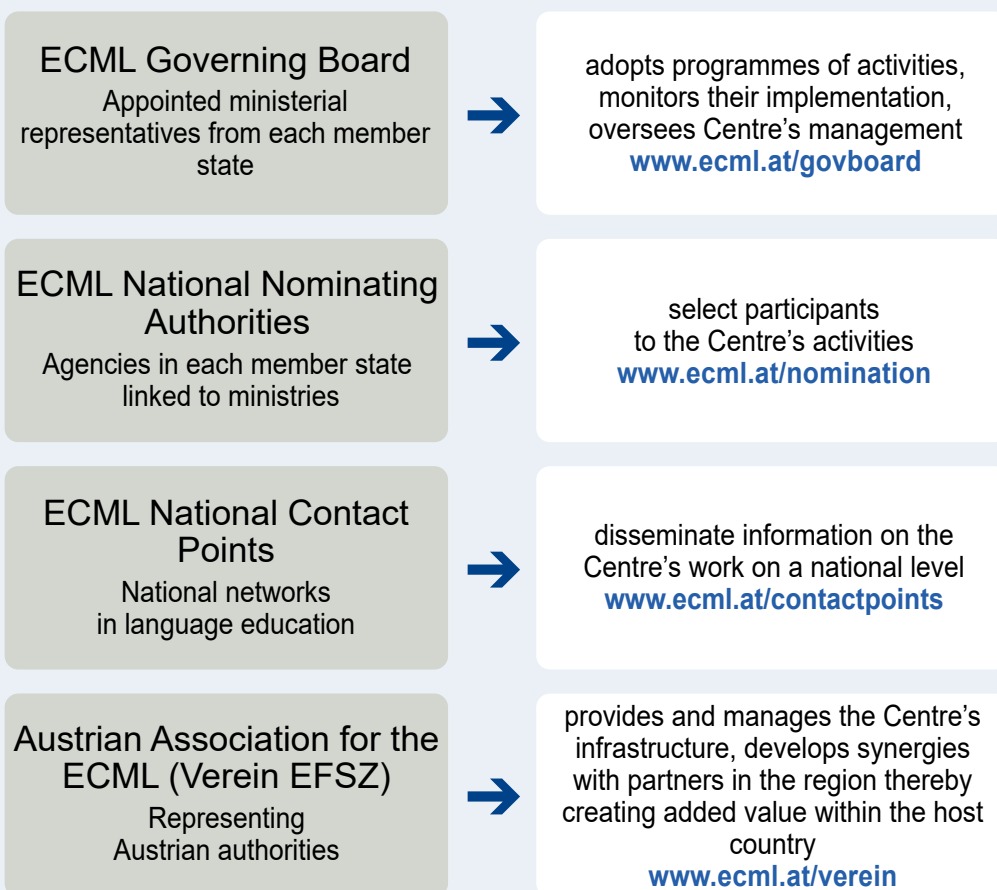 ECML Governing Board
Appointed ministerial
representatives from each member
state
adopts programmes of activities,
monitors their implementation,
oversees Centre's management
www.ecml.at/govboard
ECML National Nominating
Authorities
Agencies in each member state
linked to ministries
select participants
to the Centre's activities
www.ecml.at/nomination
ECML National Contact
Points
National networks
in language education
disseminate information on the
Centre's work on a national level
www.ecml.at/contactpoints
Austrian Association for the
ECML (Verein EFSZ)
Representing
Austrian authorities
provides and manages the Centre's
infrastructure, develops synergies
with partners in the region thereby
creating added value within the host
country
www.ecml.at/verein